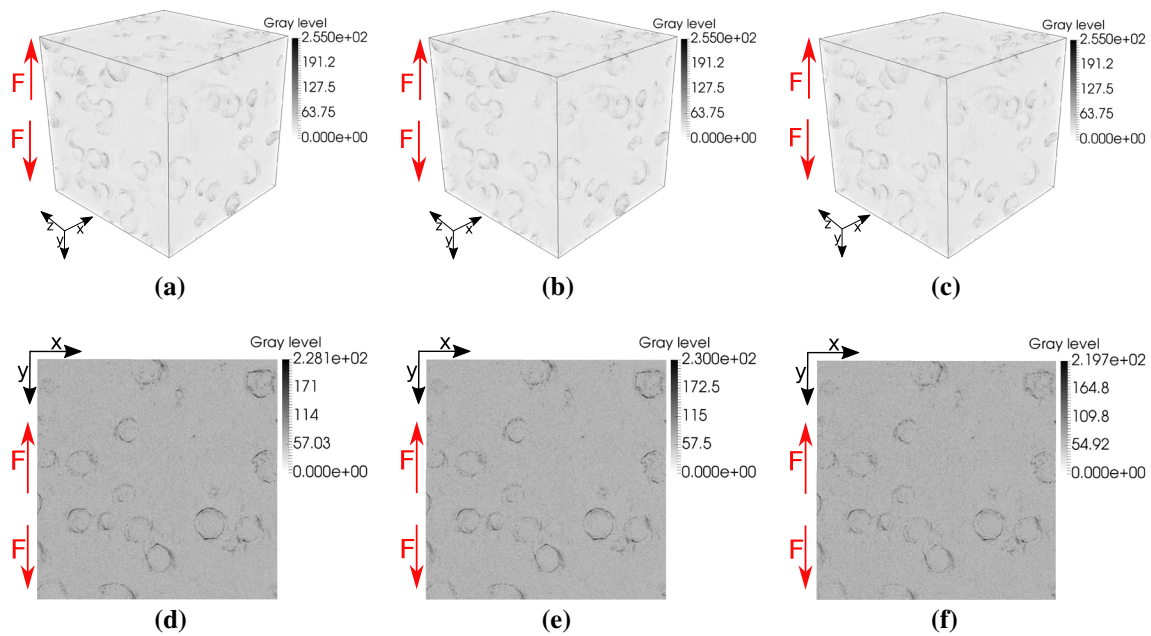 Gray level
2.550e+02
191.2
127.5
63.75
0.000e+00
F
F
z
x
y
(a)
Gray level
2.550e+02
191.2
127.5
63.75
0.000e+00
F
F
z
x
y
(b)
Gray level
2.550e+02
191.2
127.5
63.75
0.000e+00
F
F
z
x
y
(c)
x
y
Gray level
2.281e+02
171
114
57.03
0.000e+00
F
F
(d)
x
y
Gray level
2.300e+02
172.5
115
57.5
0.000e+00
F
F
(e)
x
y
Gray level
2.197e+02
164.8
109.8
54.92
0.000e+00
F
F
(f)